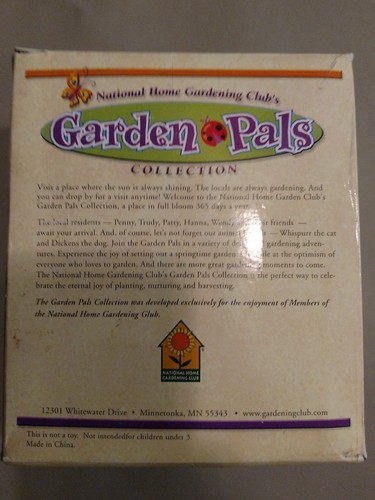 National Home Gardening Club's
Garden Pals
COLLECTION
Visit a place where the sun is always shining. The locals are always gardening. And
you can drop by for a visit anytime! Welcome to the National Home Gardening Club's
Garden Pals Collection, a place in full bloom 365 days a
The local residents — Penny, Trudy, Patty, Hanna, friends —
await your arrival. And, of course, let's not forget our — Whispurr the cat
and Dickens the dog. Join the Garden Pals in a variety of gardening adven-
tures. Experience the joy of setting out a springtime at the optimism of
everyone who loves to garden. And there are more great moments to come.
The National Home Gardening Club's Garden Pals Collection is the perfect way to cele-
brate the eternal joy of planting, nurturing and harvesting.
The Garden Pals Collection was developed exclusively for the enjoyment of Members of
the National Home Gardening Club.
NATIONAL HOME
GARDENING CLUB
12301 Whitewater Drive • Minnetonka, MN 55343 • www.gardeningclub.com
This is not a toy. Not intendedfor children under 3.
Made in China.